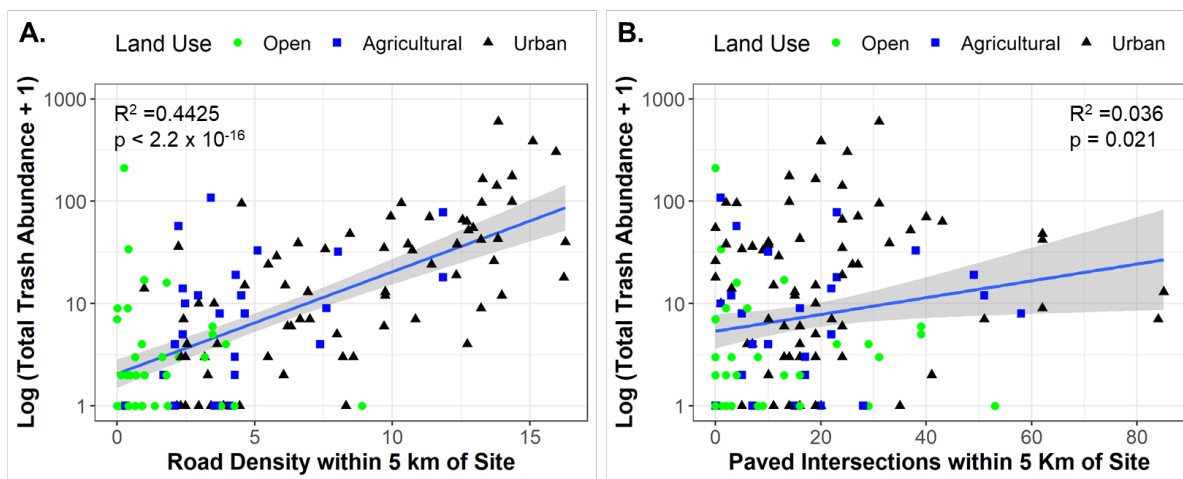 A.
Land Use Open Agricultural Urban
Log (Total Trash Abundance + 1)
1000
100
10
1
R² =0.4425
p < 2.2 x 10⁻¹⁶
0 5 10 15
Road Density within 5 km of Site
B.
Land Use Open Agricultural Urban
Log (Total Trash Abundance + 1)
1000
100
10
1
R² =0.036
p = 0.021
0 20 40 60 80
Paved Intersections within 5 Km of Site